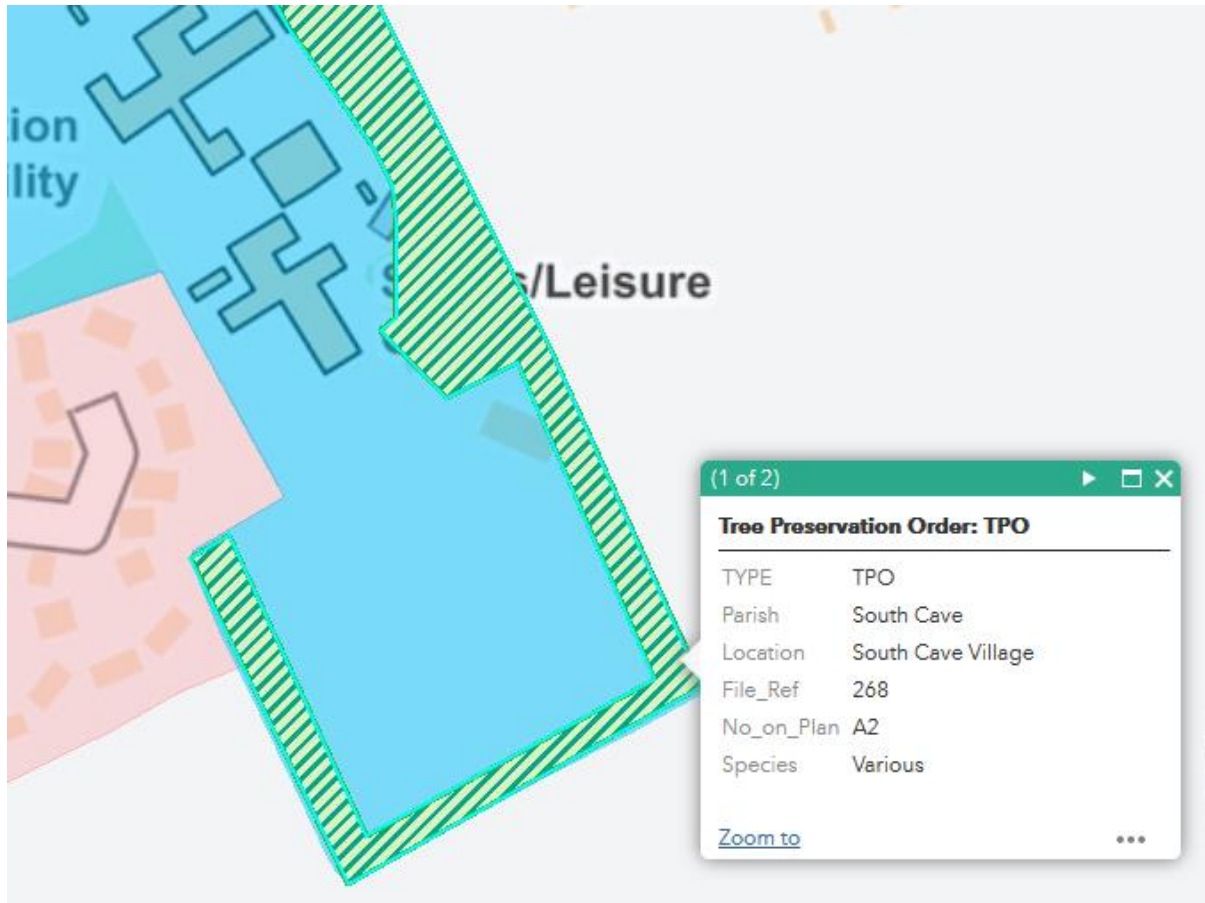 ion
ility
s/Leisure
(1 of 2)
Tree Preservation Order: TPO
TYPE TPO
Parish South Cave
Location South Cave Village
File_Ref 268
No_on_Plan A2
Species Various
Zoom to